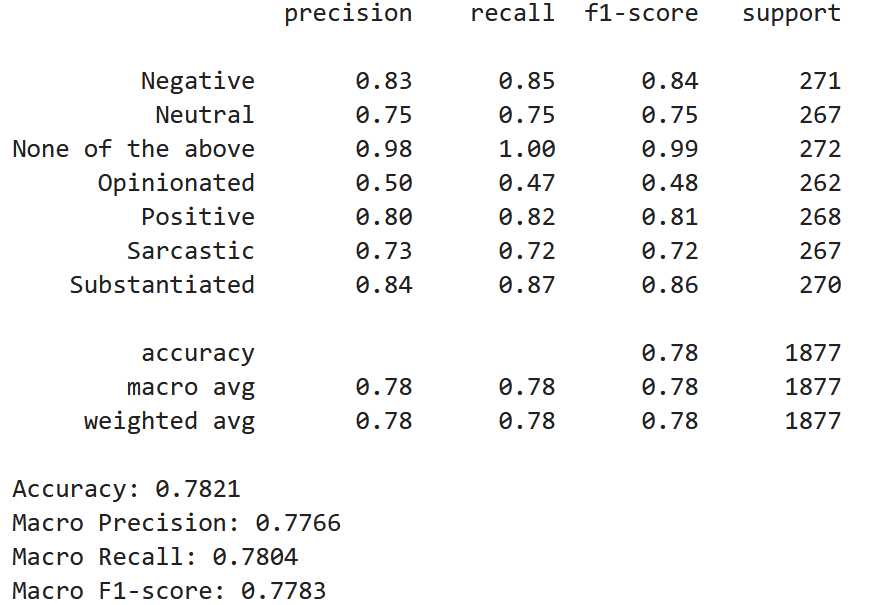 precision recall f1-score support
Negative 0.83 0.85 0.84 271
Neutral 0.75 0.75 0.75 267
None of the above 0.98 1.00 0.99 272
Opinionated 0.50 0.47 0.48 262
Positive 0.80 0.82 0.81 268
Sarcastic 0.73 0.72 0.72 267
Substantiated 0.84 0.87 0.86 270
accuracy 0.78 1877
macro avg 0.78 0.78 0.78 1877
weighted avg 0.78 0.78 0.78 1877
Accuracy: 0.7821
Macro Precision: 0.7766
Macro Recall: 0.7804
Macro F1-score: 0.7783